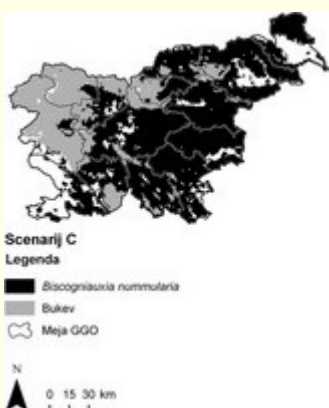 Scenarij C
Legenda
Biscogniauxia nummularia
Bukev
Meja GGO
N
0 15 30 km